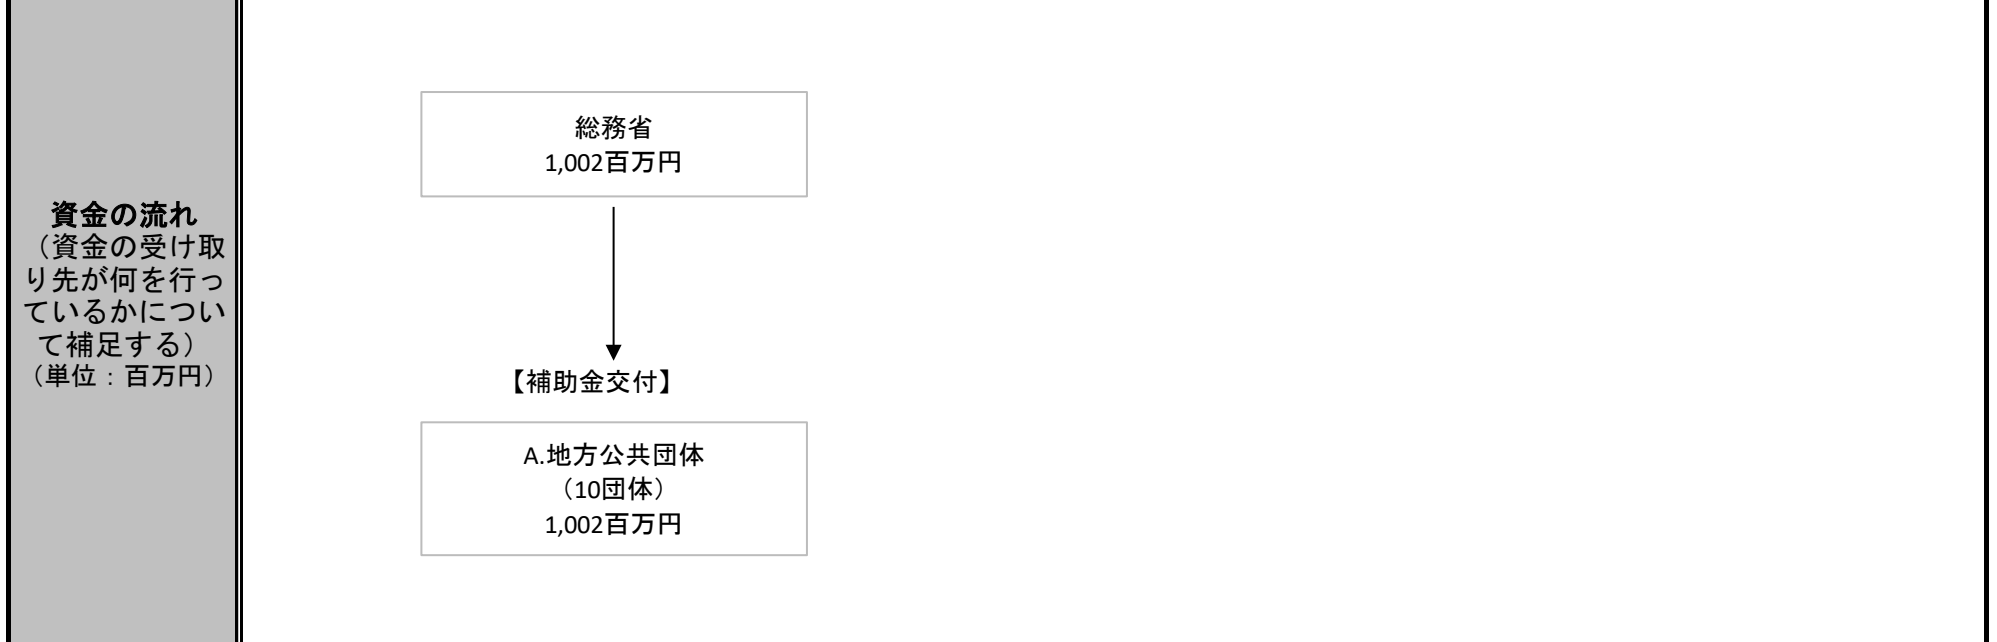 資金の流れ
（資金の受け取
り先が何を行っ
ているかについ
て補足する）
（単位：百万円）
総務省
1,002百万円
【補助金交付】
A.地方公共団体
（10団体）
1,002百万円